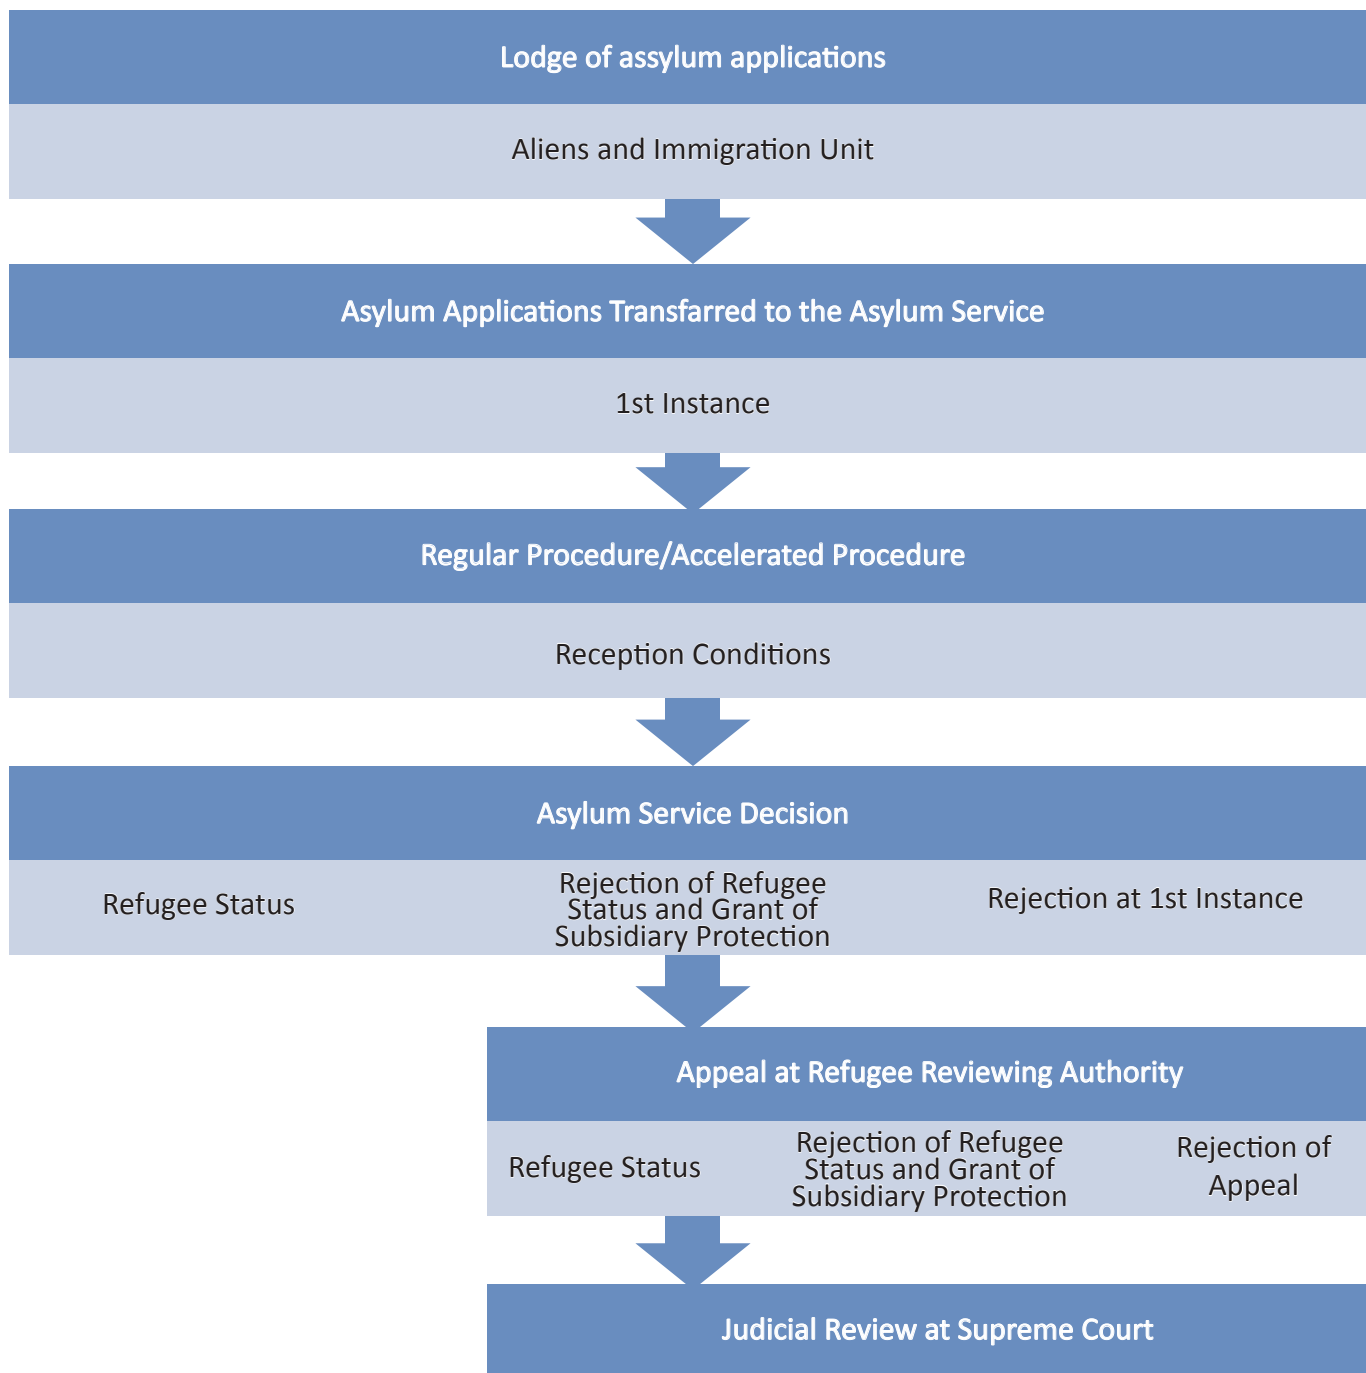 Lodge of assylum applications
Aliens and Immigration Unit
Asylum Applications Transfarred to the Asylum Service
1st Instance
Regular Procedure/Accelerated Procedure
Reception Conditions
Asylum Service Decision
Refugee Status
Rejection of Refugee
Status and Grant of
Subsidiary Protection
Rejection at 1st Instance
Appeal at Refugee Reviewing Authority
Refugee Status
Rejection of Refugee
Status and Grant of
Subsidiary Protection
Rejection of
Appeal
Judicial Review at Supreme Court